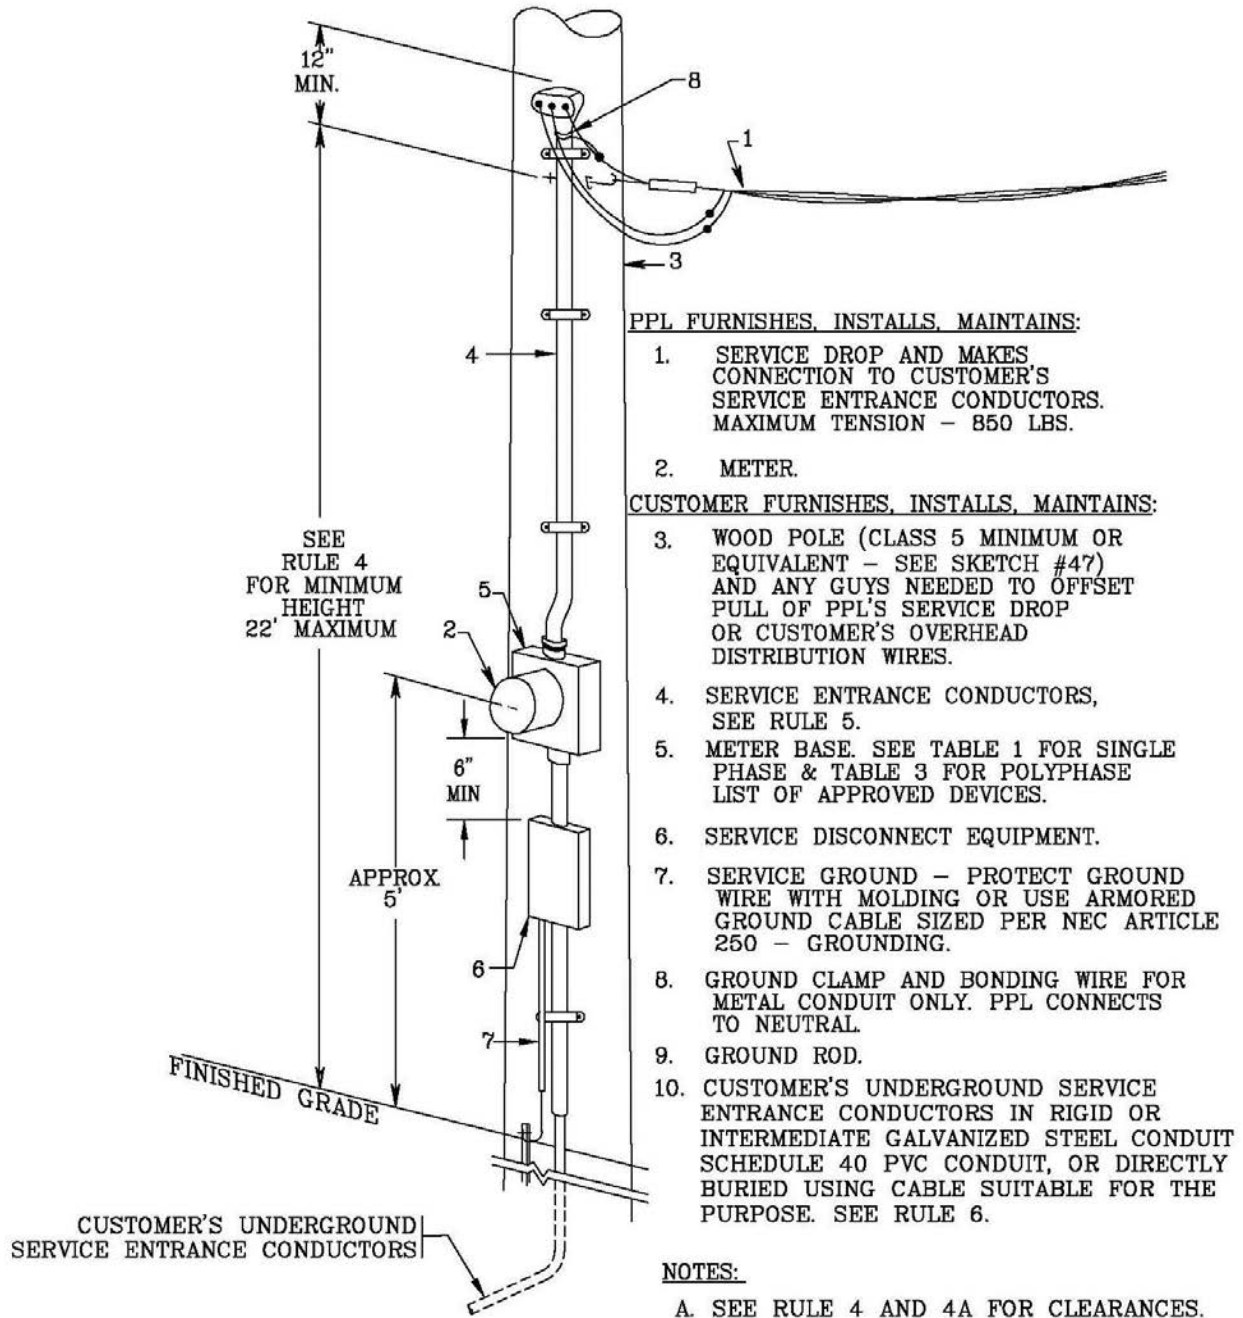 12"
MIN.
8
1
3
4
SEE
RULE 4
FOR MINIMUM
HEIGHT
22' MAXIMUM
5
2
6"
MIN
APPROX.
5'
6
7
FINISHED GRADE
CUSTOMER'S UNDERGROUND
SERVICE ENTRANCE CONDUCTORS
PPL FURNISHES, INSTALLS, MAINTAINS:
1. SERVICE DROP AND MAKES
CONNECTION TO CUSTOMER'S
SERVICE ENTRANCE CONDUCTORS.
MAXIMUM TENSION - 850 LBS.
2. METER.
CUSTOMER FURNISHES, INSTALLS, MAINTAINS:
3. WOOD POLE (CLASS 5 MINIMUM OR
EQUIVALENT - SEE SKETCH #47)
AND ANY GUYS NEEDED TO OFFSET
PULL OF PPL'S SERVICE DROP
OR CUSTOMER'S OVERHEAD
DISTRIBUTION WIRES.
4. SERVICE ENTRANCE CONDUCTORS,
SEE RULE 5.
5. METER BASE. SEE TABLE 1 FOR SINGLE
PHASE & TABLE 3 FOR POLYPHASE
LIST OF APPROVED DEVICES.
6. SERVICE DISCONNECT EQUIPMENT.
7. SERVICE GROUND - PROTECT GROUND
WIRE WITH MOLDING OR USE ARMORED
GROUND CABLE SIZED PER NEC ARTICLE
250 - GROUNDING.
8. GROUND CLAMP AND BONDING WIRE FOR
METAL CONDUIT ONLY. PPL CONNECTS
TO NEUTRAL.
9. GROUND ROD.
10. CUSTOMER'S UNDERGROUND SERVICE
ENTRANCE CONDUCTORS IN RIGID OR
INTERMEDIATE GALVANIZED STEEL CONDUIT
SCHEDULE 40 PVC CONDUIT, OR DIRECTLY
BURIED USING CABLE SUITABLE FOR THE
PURPOSE. SEE RULE 6.
NOTES:
A. SEE RULE 4 AND 4A FOR CLEARANCES.